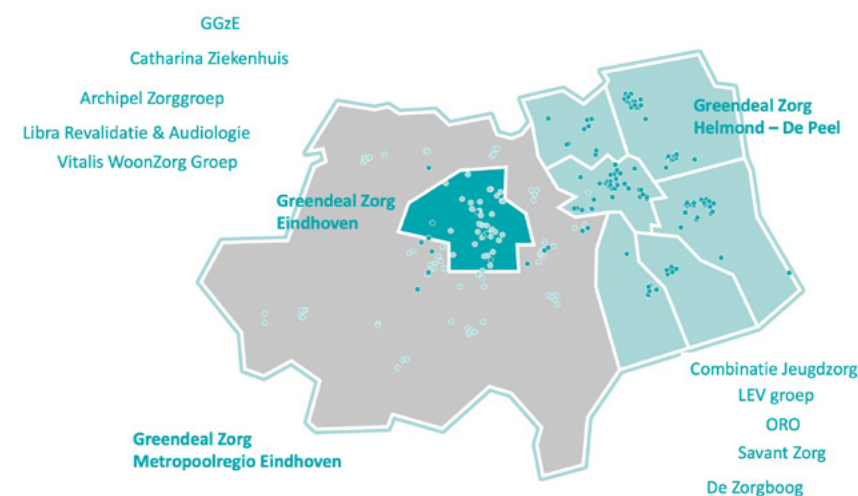 GGzE
Catharina Ziekenhuis
Archipel Zorggroep
Libra Revalidatie & Audiologie
Vitalis WoonZorg Groep
Greendeal Zorg
Helmond – De Peel
Greendeal Zorg
Eindhoven
Combinatie Jeugdzorg
LEV groep
ORO
Savant Zorg
De Zorgboog
Greendeal Zorg
Metropoolregio Eindhoven